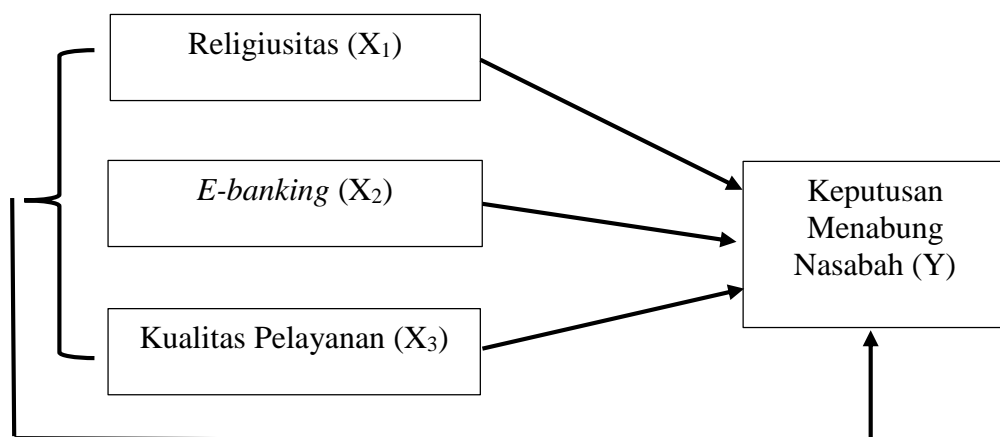 Religiusitas (X₁)
E-banking (X₂)
Kualitas Pelayanan (X₃)
Keputusan
Menabung
Nasabah (Y)